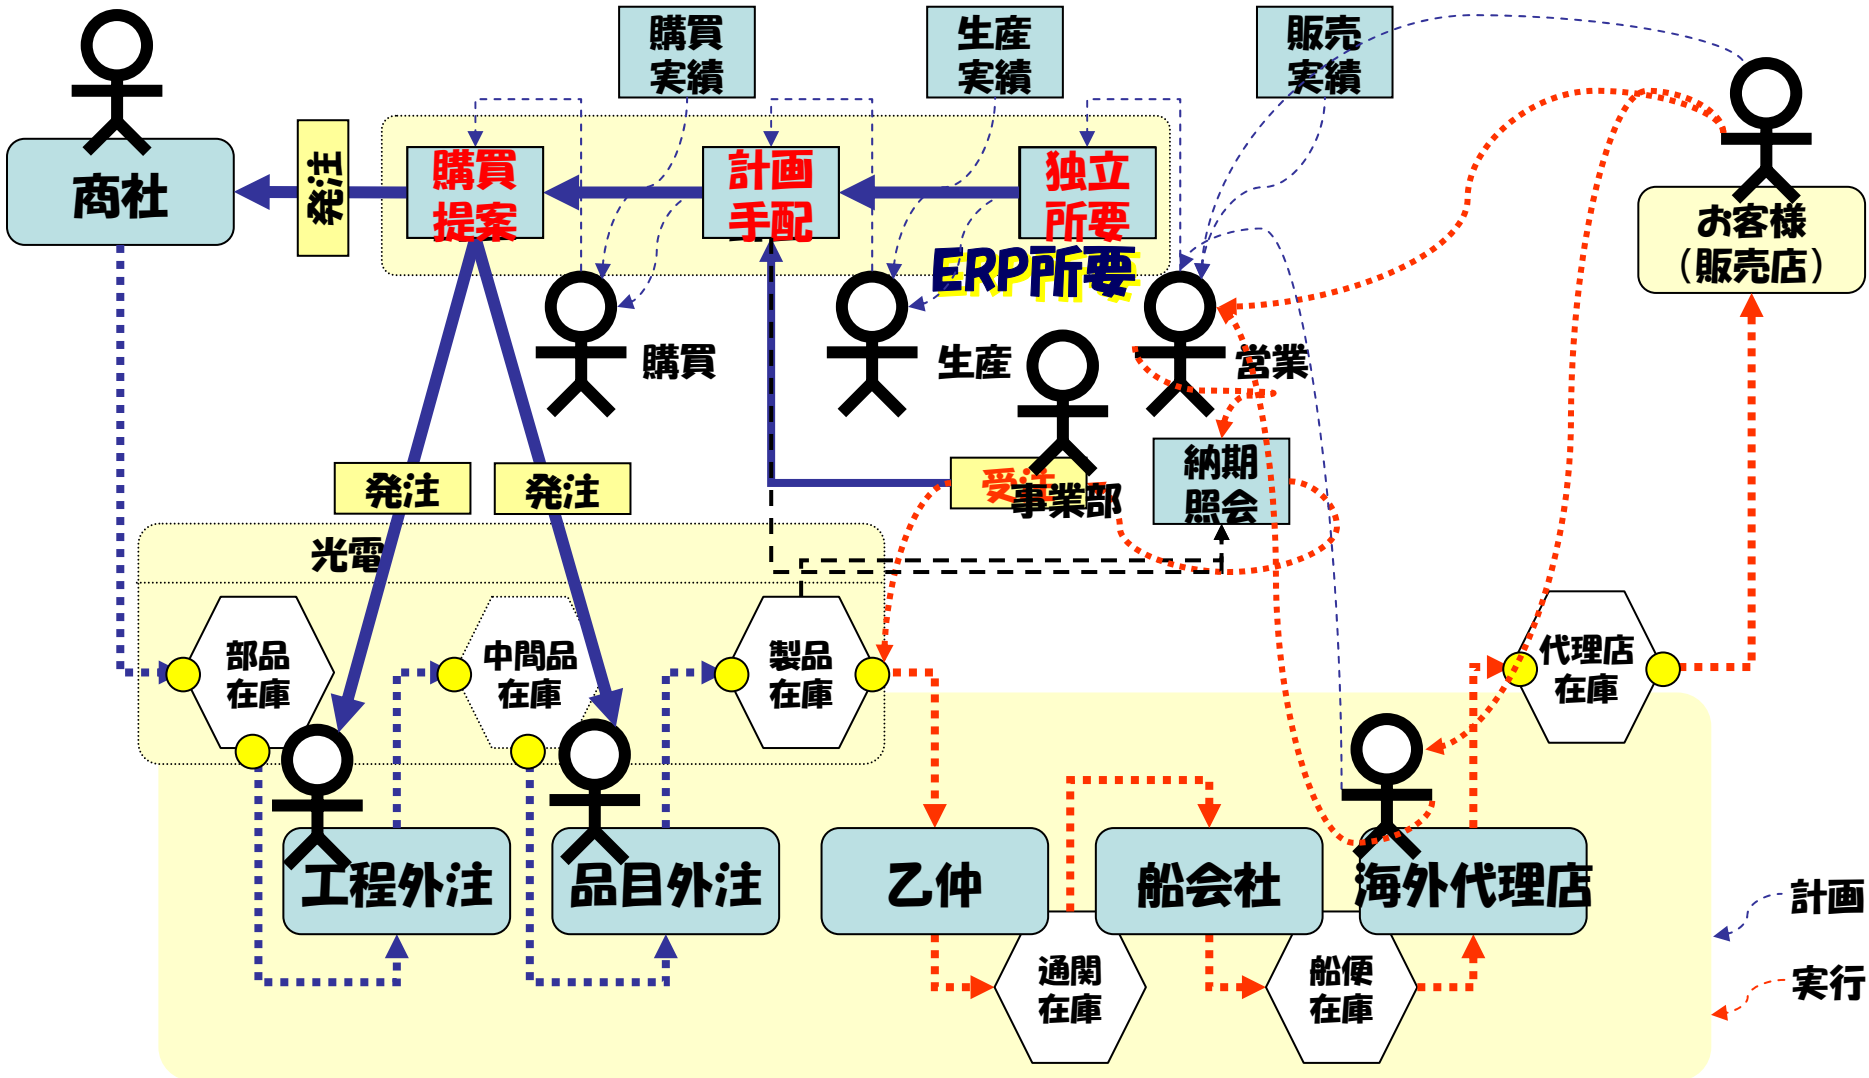 購買
実績
生産
実績
販売
実績
商社
発注
購買
提案
計画
手配
独立
所要
ERP所要
お客様
（販売店）
購買
生産
営業
発注
発注
受注
事業部
納期
照会
光電
部品
在庫
中間品
在庫
製品
在庫
代理店
在庫
工程外注
品目外注
乙仲
船会社
海外代理店
通関
在庫
船便
在庫
計画
実行